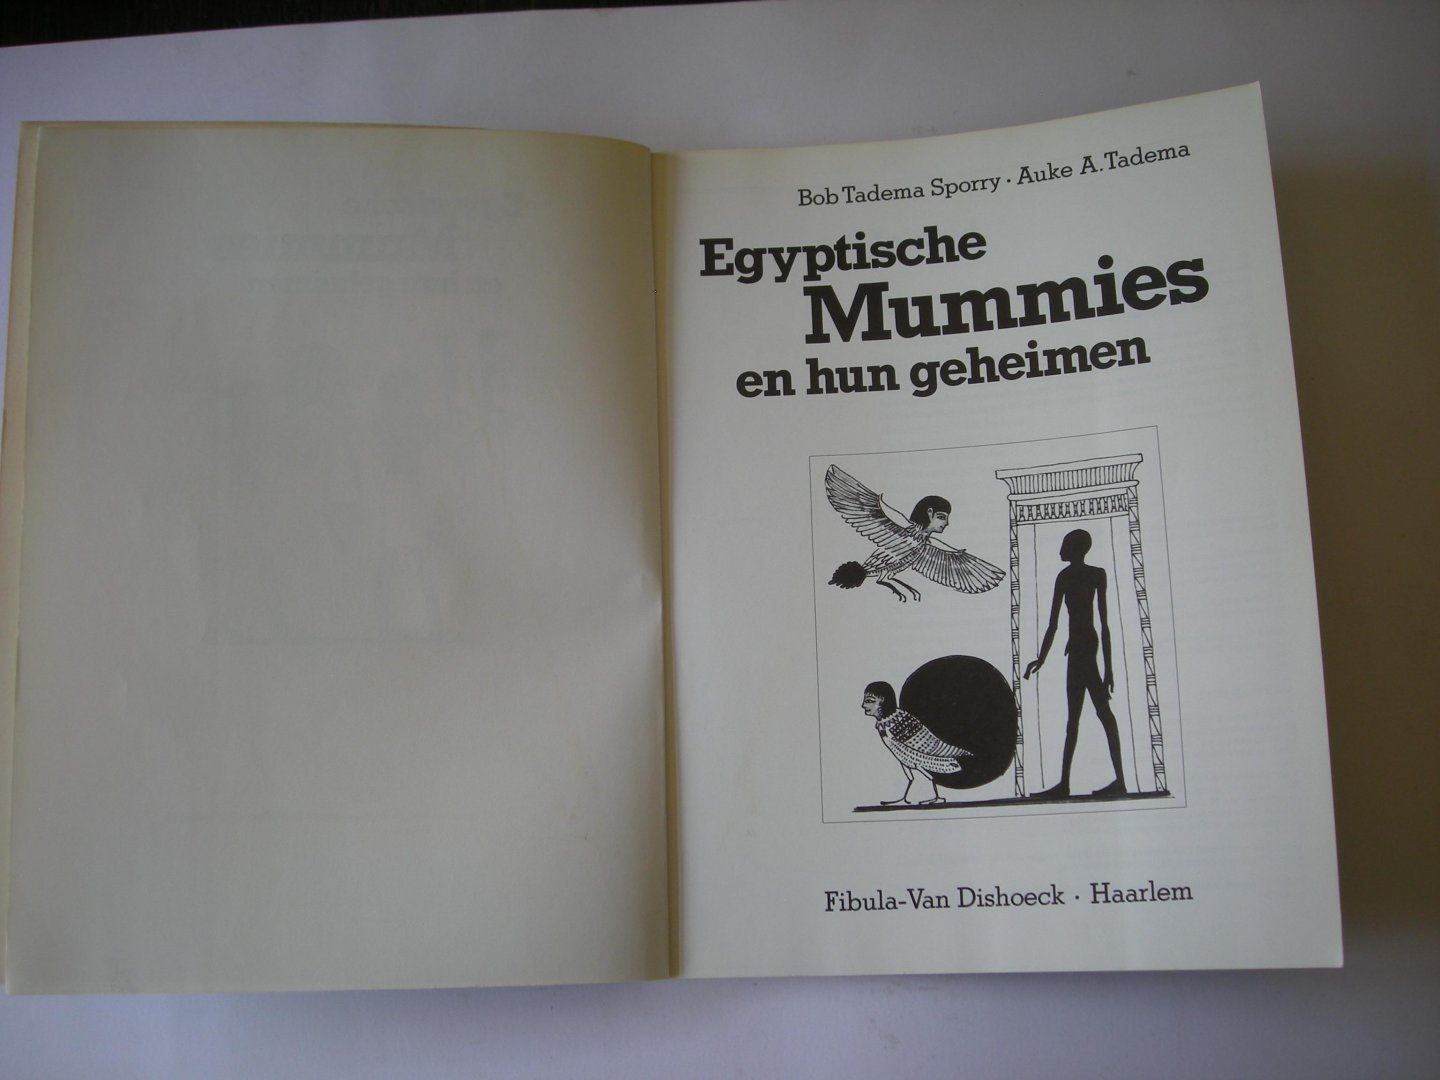 Bob Tadema Sporry · Auke A. Tadema
Egyptische
Mummies
en hun geheimen
Fibula-Van Dishoeck · Haarlem